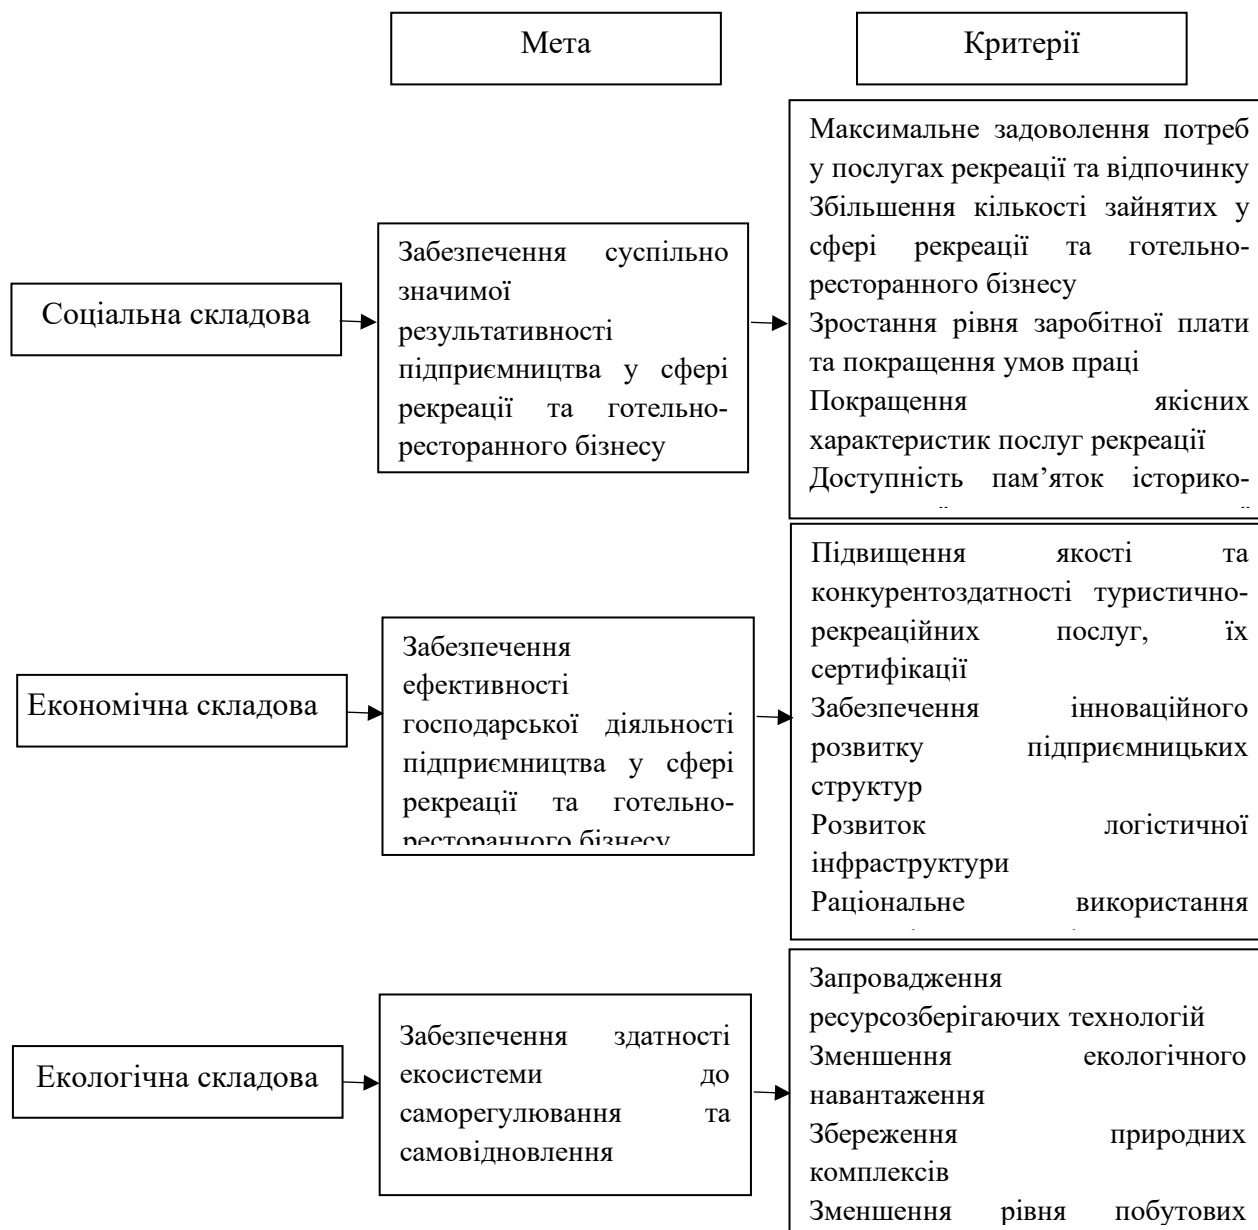 Мета
Критерії
Соціальна складова
Забезпечення суспільно
значимої
результативності
підприємництва у сфері
рекреації та готельно-
ресторанного бізнесу
Максимальне задоволення потреб
у послугах рекреації та відпочинку
Збільшення кількості зайнятих у
сфері рекреації та готельно-
ресторанного бізнесу
Зростання рівня заробітної плати
та покращення умов праці
Покращення якісних
характеристик послуг рекреації
Доступність пам’яток історико-
Економічна складова
Забезпечення
ефективності
господарської діяльності
підприємництва у сфері
рекреації та готельно-
ресторанного бізнесу
Підвищення якості та
конкурентоздатності туристично-
рекреаційних послуг, їх
сертифікації
Забезпечення інноваційного
розвитку підприємницьких
структур
Розвиток логістичної
інфраструктури
Раціональне використання
Екологічна складова
Забезпечення здатності
екосистеми до
саморегулювання та
самовідновлення
Запровадження
ресурсозберігаючих технологій
Зменшення екологічного
навантаження
Збереження природних
комплексів
Зменшення рівня побутових